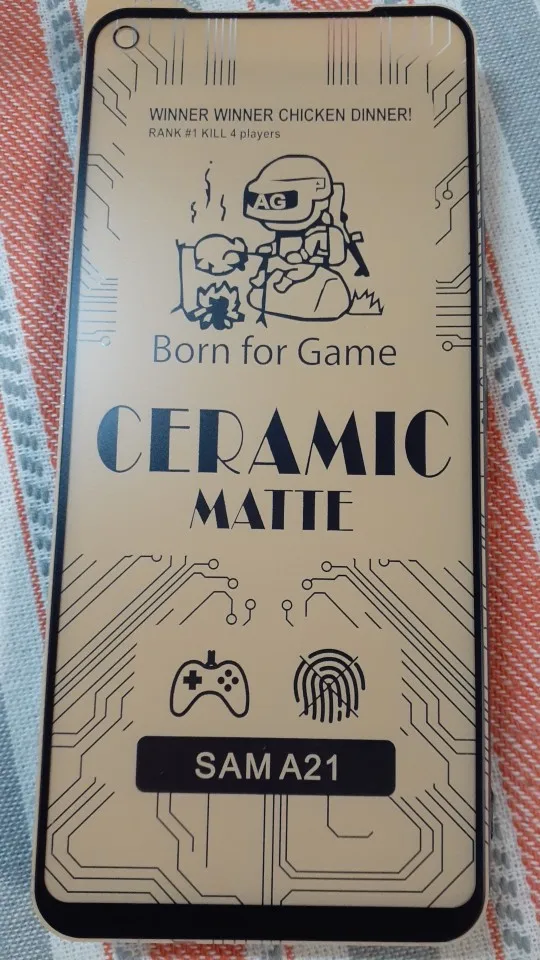 WINNER WINNER CHICKEN DINNER!
RANK #1 KILL 4 players
AG
Born for Game
CERAMIC
MATTE
SAM A21